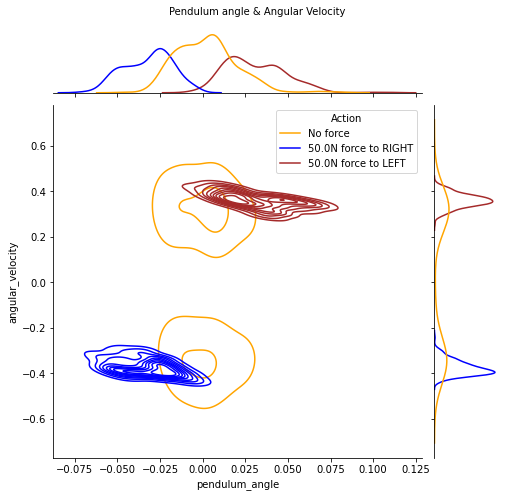 Pendulum angle & Angular Velocity
Action
No force
50.0N force to RIGHT
50.0N force to LEFT
0.6
0.4
0.2
0.0
−0.2
−0.4
−0.6
angular_velocity
−0.075 −0.050 −0.025 0.000 0.025 0.050 0.075 0.100 0.125
pendulum_angle